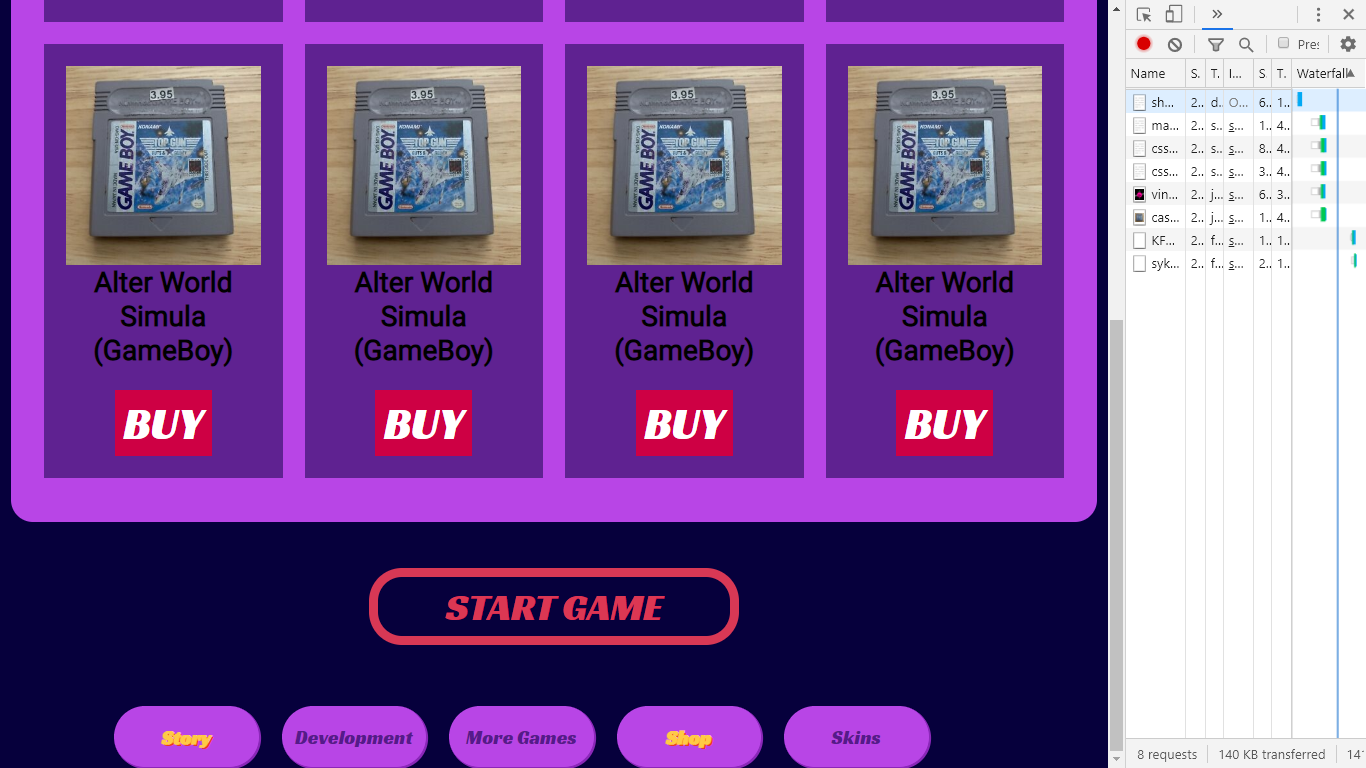 3.95
3.95
3.95
3.95
KONAMI
KONAMI
KONAMI
KONAMI
TOP GUN
TOP GUN
TOP GUN
TOP GUN
GAME BOY
GAME BOY
GAME BOY
GAME BOY
Alter World
Simula
(GameBoy)
Alter World
Simula
(GameBoy)
Alter World
Simula
(GameBoy)
Alter World
Simula
(GameBoy)
BUY
BUY
BUY
BUY
START GAME
Story
Development
More Games
Shop
Skins
»
Pres
Name S. T. I... S T. Waterfall
sh... 2.. d.. O... 6.. 1..
ma... 2.. s.. s... 1.. 4..
css... 2.. s.. s... 8.. 4..
css... 2.. s.. s... 3.. 4..
vin... 2.. j... s... 6.. 3..
cas... 2.. j... s... 1.. 4..
KF... 2.. f... s... 1.. 1..
syk... 2.. f... s... 2.. 1..
8 requests 140 KB transferred 14